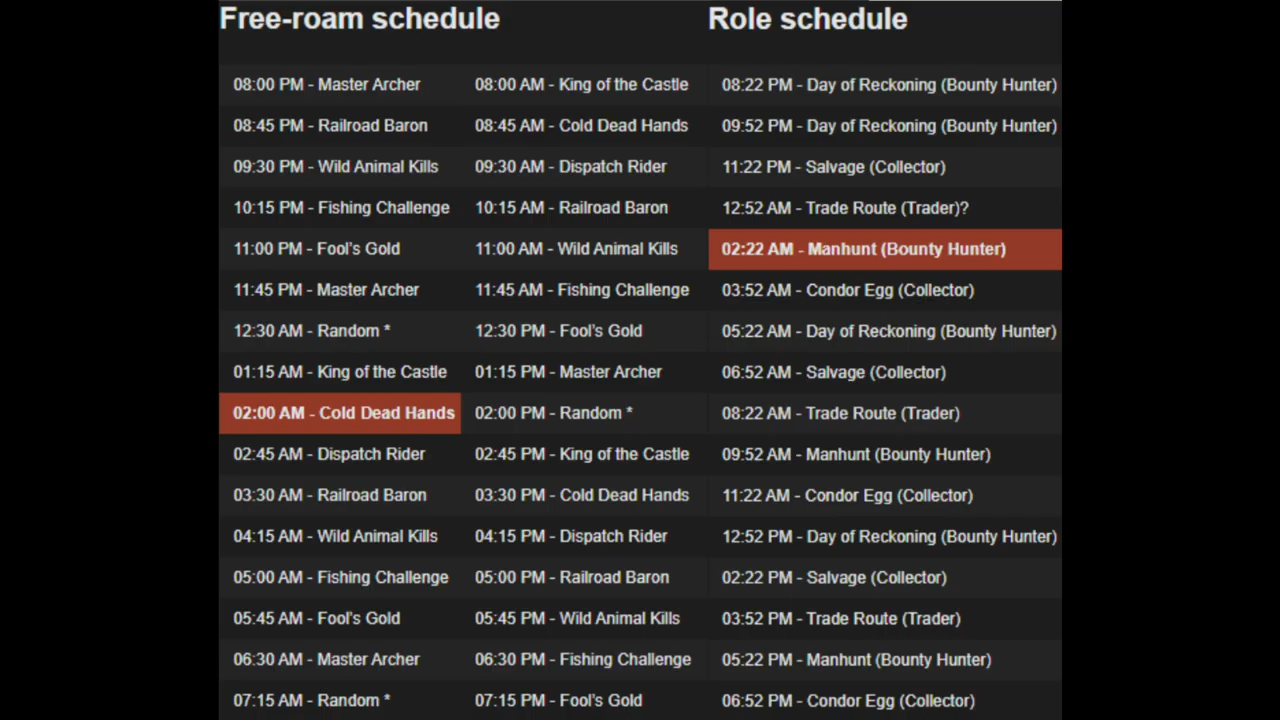 Free-roam schedule
08:00 PM - Master Archer
08:45 PM - Railroad Baron
09:30 PM - Wild Animal Kills
10:15 PM - Fishing Challenge
11:00 PM - Fool's Gold
11:45 PM - Master Archer
12:30 AM - Random *
01:15 AM - King of the Castle
02:00 AM - Cold Dead Hands
02:45 AM - Dispatch Rider
03:30 AM - Railroad Baron
04:15 AM - Wild Animal Kills
05:00 AM - Fishing Challenge
05:45 AM - Fool's Gold
06:30 AM - Master Archer
07:15 AM - Random *
08:00 AM - King of the Castle
08:45 AM - Cold Dead Hands
09:30 AM - Dispatch Rider
10:15 AM - Railroad Baron
11:00 AM - Wild Animal Kills
11:45 AM - Fishing Challenge
12:30 PM - Fool's Gold
01:15 PM - Master Archer
02:00 PM - Random *
02:45 PM - King of the Castle
03:30 PM - Cold Dead Hands
04:15 PM - Dispatch Rider
05:00 PM - Railroad Baron
05:45 PM - Wild Animal Kills
06:30 PM - Fishing Challenge
07:15 PM - Fool's Gold
Role schedule
08:22 PM - Day of Reckoning (Bounty Hunter)
09:52 PM - Day of Reckoning (Bounty Hunter)
11:22 PM - Salvage (Collector)
12:52 AM - Trade Route (Trader)?
02:22 AM - Manhunt (Bounty Hunter)
03:52 AM - Condor Egg (Collector)
05:22 AM - Day of Reckoning (Bounty Hunter)
06:52 AM - Salvage (Collector)
08:22 AM - Trade Route (Trader)
09:52 AM - Manhunt (Bounty Hunter)
11:22 AM - Condor Egg (Collector)
12:52 PM - Day of Reckoning (Bounty Hunter)
02:22 PM - Salvage (Collector)
03:52 PM - Trade Route (Trader)
05:22 PM - Manhunt (Bounty Hunter)
06:52 PM - Condor Egg (Collector)